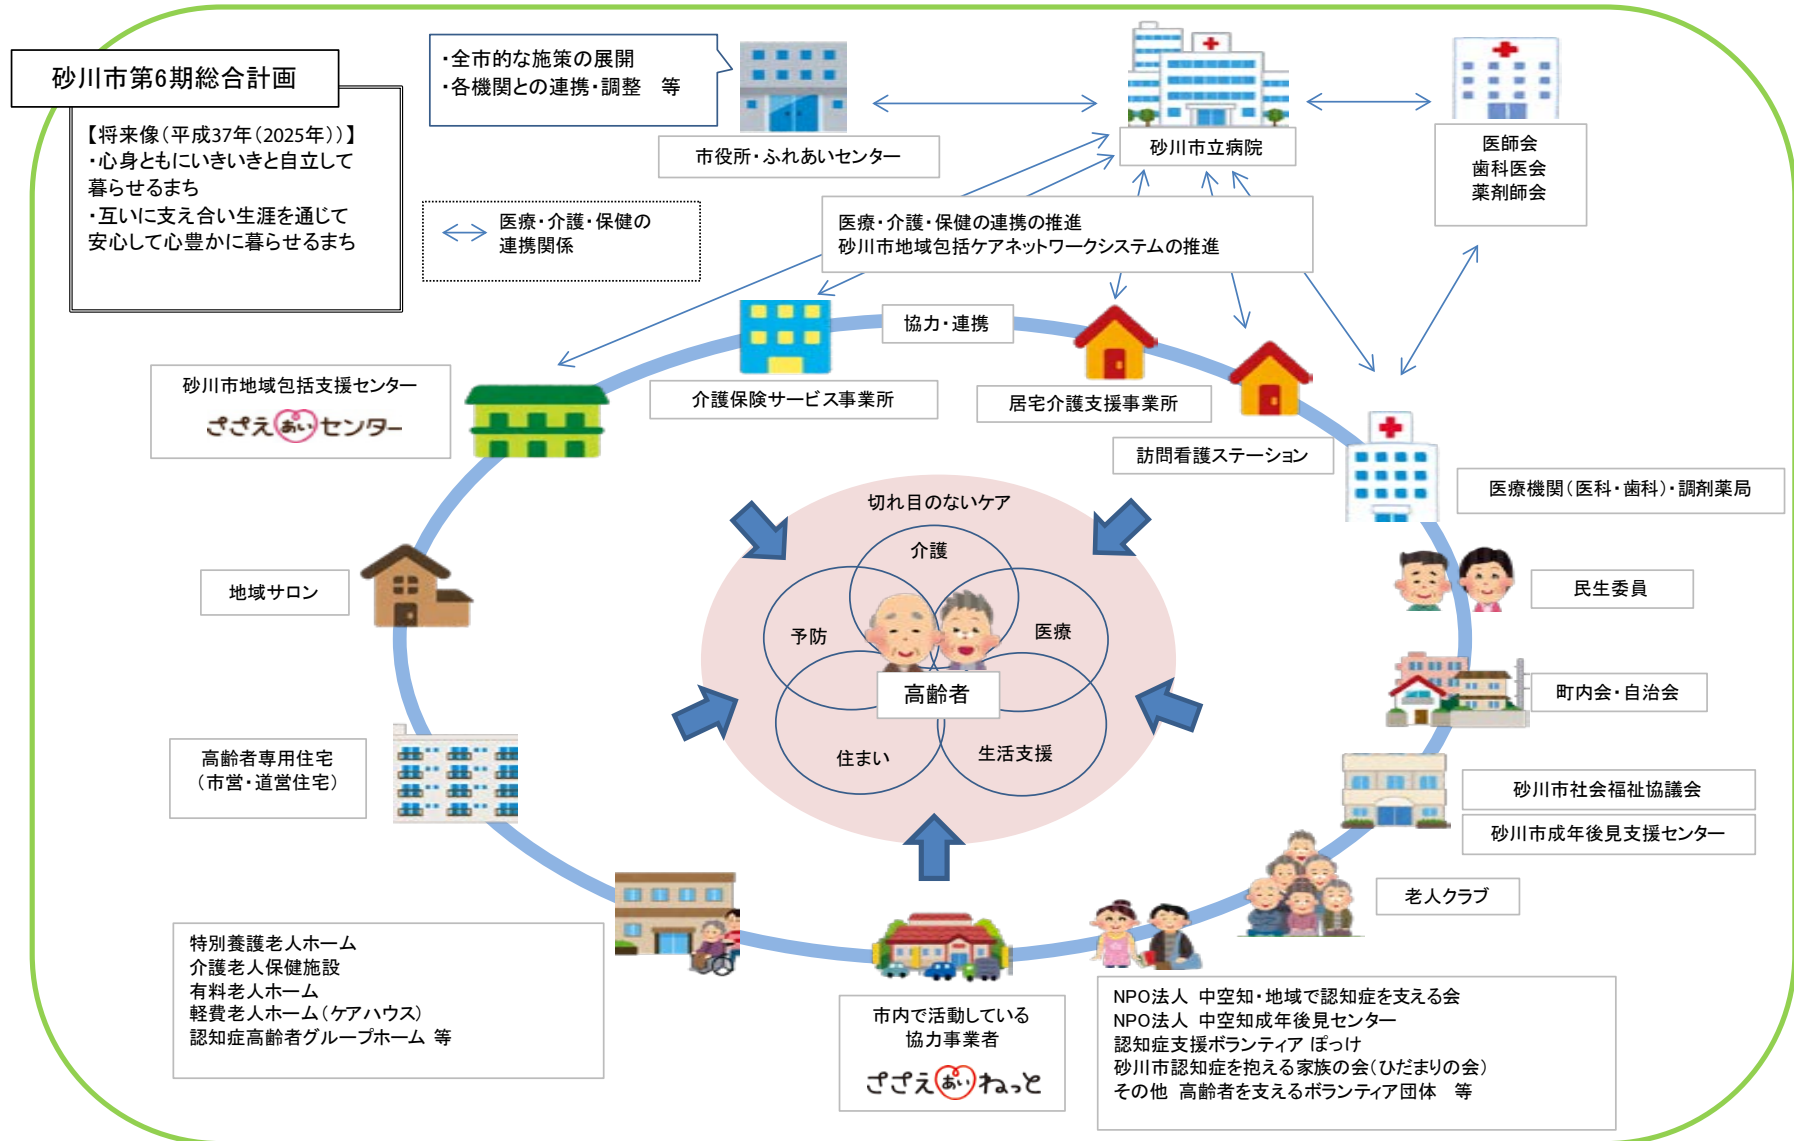 砂川市第6期総合計画
【将来像（平成37年（2025年））】
・心身ともにいきいきと自立して
暮らせるまち
・互いに支え合い生涯を通じて
安心して心豊かに暮らせるまち
・全市的な施策の展開
・各機関との連携・調整　等
市役所・ふれあいセンター
砂川市立病院
医師会
歯科医会
薬剤師会
医療・介護・保健の
連携関係
医療・介護・保健の連携の推進
砂川市地域包括ケアネットワークシステムの推進
協力・連携
砂川市地域包括支援センター
ささえあいセンター
介護保険サービス事業所
居宅介護支援事業所
訪問看護ステーション
医療機関（医科・歯科）・調剤薬局
切れ目のないケア
介護
予防
医療
高齢者
住まい
生活支援
地域サロン
民生委員
町内会・自治会
高齢者専用住宅
（市営・道営住宅）
砂川市社会福祉協議会
砂川市成年後見支援センター
老人クラブ
特別養護老人ホーム
介護老人保健施設
有料老人ホーム
軽費老人ホーム（ケアハウス）
認知症高齢者グループホーム 等
市内で活動している
協力事業者
ささえあいねっと
NPO法人 中空知・地域で認知症を支える会
NPO法人 中空知成年後見センター
認知症支援ボランティア ぽっけ
砂川市認知症を抱える家族の会（ひだまりの会）
その他 高齢者を支えるボランティア団体　等